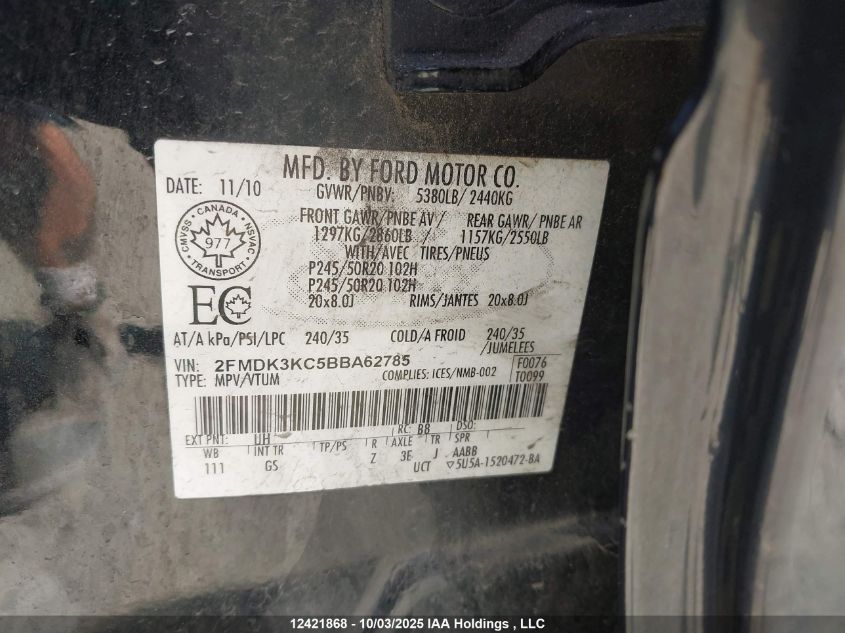 MFD. BY FORD MOTOR CO.
DATE: 11/10 GVWR/PNBV: 5380LB/ 2440KG
FRONT GAWR/PNBE AV / REAR GAWR/ PNBE AR
1297KG/2860LB / 1157KG/2550LB
WITH/AVEC TIRES/PNEUS
P245/50R20 102H
P245/50R20 102H
20x8.0J RIMS/JANTES 20x8.0J
CANADA
CMVSS 977 NSVAC
TRANSPORT
EC
AT/A kPa/PSI/LPC 240/35 COLD/A FROID 240/35
/JUMELEES
VIN: 2FMDK3KC5BBA62785 F0076
TYPE: MPV/VTUM COMPLIES: ICES/NMB-002 T0099
EXT PNT: UH RC: B8 DSO:
WB INT TR TP/PS R AXLE TR SPR
111 GS Z 3E J AABB
UCT ▽5U5A-1520472-BA
12421868 - 10/03/2025 IAA Holdings, LLC